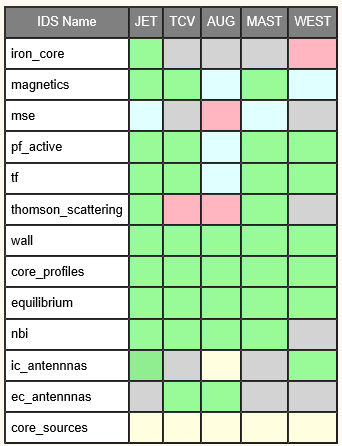 IDS Name JET TCV AUG MAST WEST
iron_core
magnetics
mse
pf_active
tf
thomson_scattering
wall
core_profiles
equilibrium
nbi
ic_antennnas
ec_antennnas
core_sources